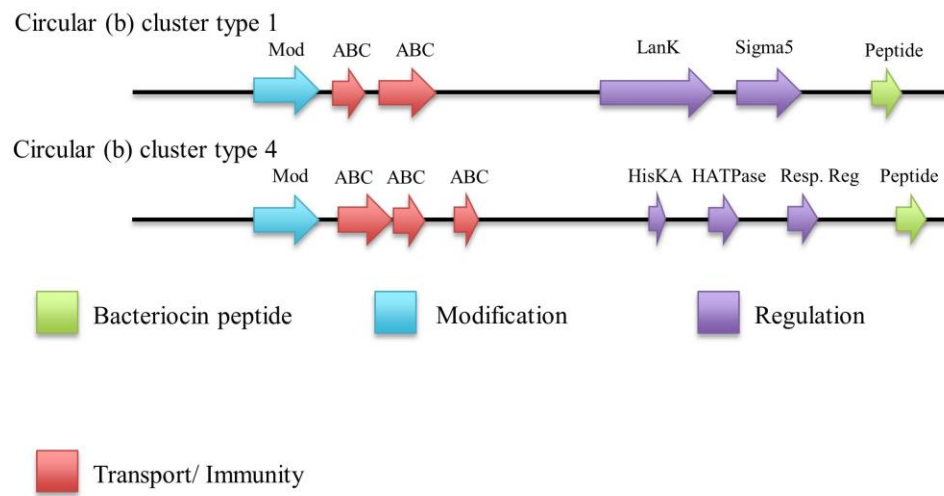 Circular (b) cluster type 1
Mod ABC ABC LanK Sigma5 Peptide
Circular (b) cluster type 4
Mod ABC ABC ABC HisKA HATPase Resp. Reg Peptide
Bacteriocin peptide Modification Regulation
Transport/ Immunity